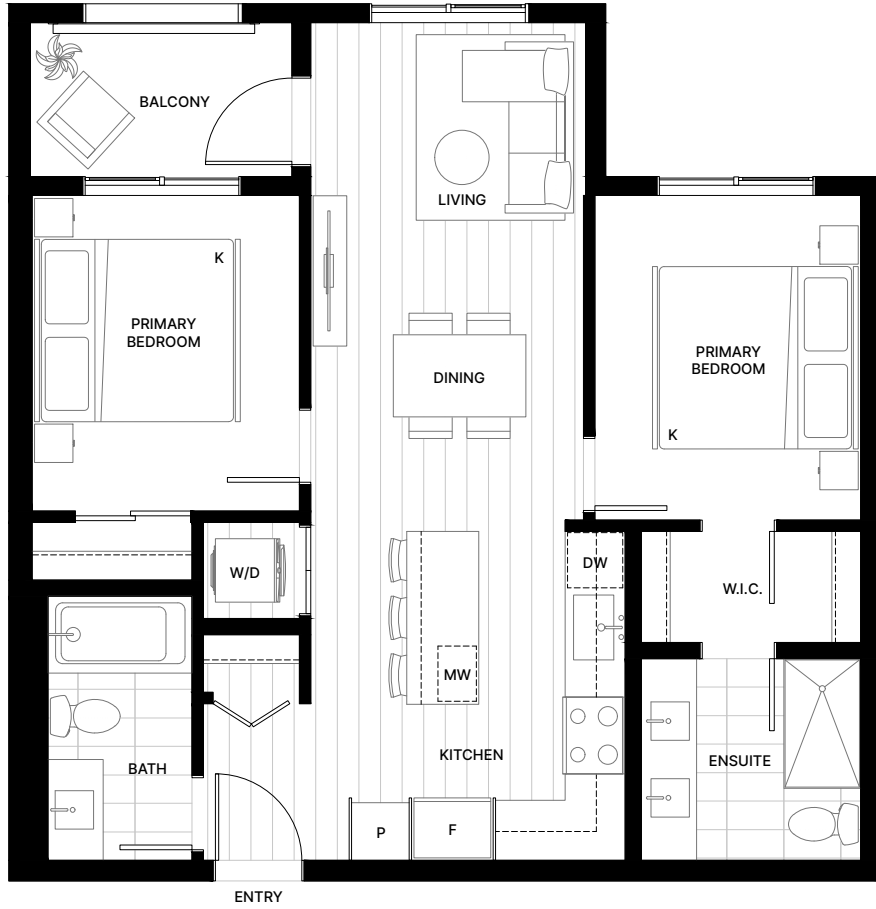 BALCONY
LIVING
K
PRIMARY
BEDROOM
PRIMARY
BEDROOM
DINING
K
W/D
DW
W.I.C.
MW
KITCHEN
BATH
ENSUITE
P
F
ENTRY